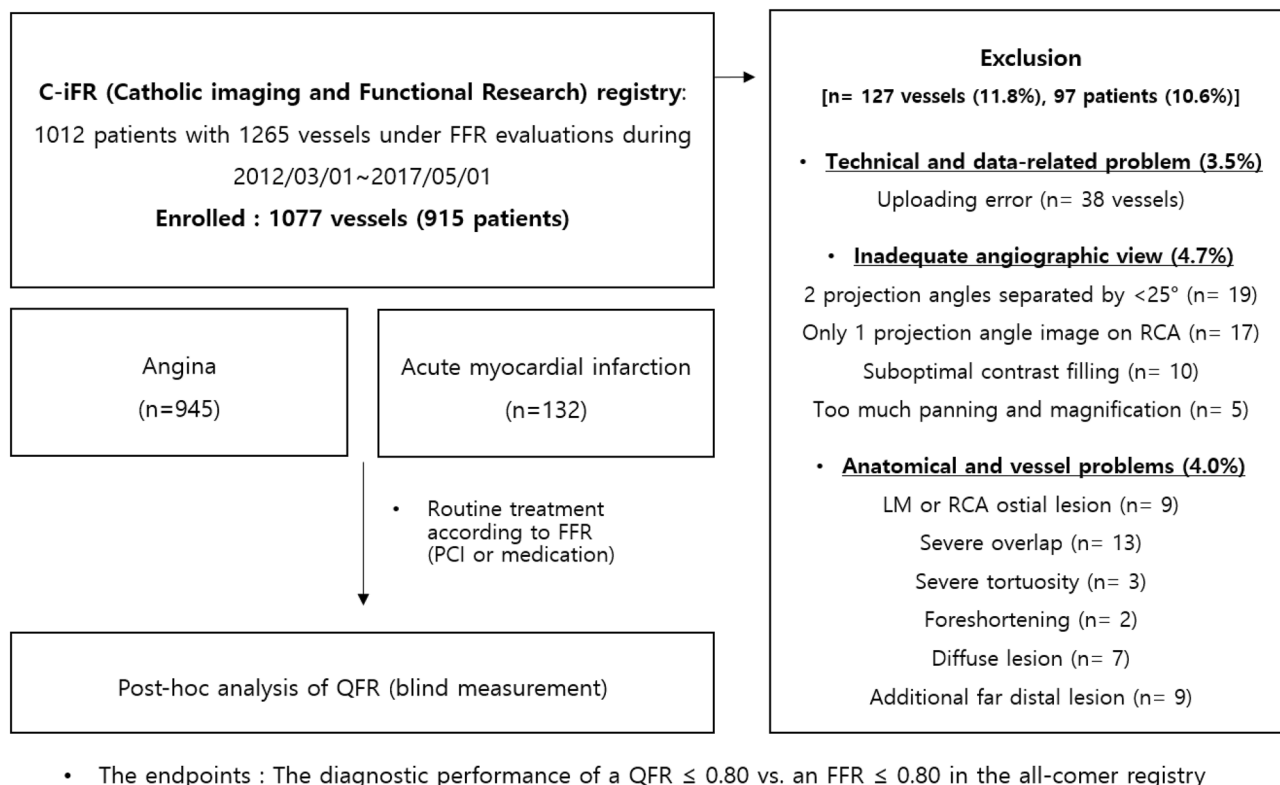 C-iFR (Catholic imaging and Functional Research) registry:
1012 patients with 1265 vessels under FFR evaluations during
2012/03/01~2017/05/01
Enrolled : 1077 vessels (915 patients)
Angina
(n=945)
Acute myocardial infarction
(n=132)
• Routine treatment
according to FFR
(PCI or medication)
Post-hoc analysis of QFR (blind measurement)
Exclusion
[n= 127 vessels (11.8%), 97 patients (10.6%)]
• Technical and data-related problem (3.5%)
Uploading error (n= 38 vessels)
• Inadequate angiographic view (4.7%)
2 projection angles separated by <25° (n= 19)
Only 1 projection angle image on RCA (n= 17)
Suboptimal contrast filling (n= 10)
Too much panning and magnification (n= 5)
• Anatomical and vessel problems (4.0%)
LM or RCA ostial lesion (n= 9)
Severe overlap (n= 13)
Severe tortuosity (n= 3)
Foreshortening (n= 2)
Diffuse lesion (n= 7)
Additional far distal lesion (n= 9)
• The endpoints : The diagnostic performance of a QFR ≤ 0.80 vs. an FFR ≤ 0.80 in the all-comer registry